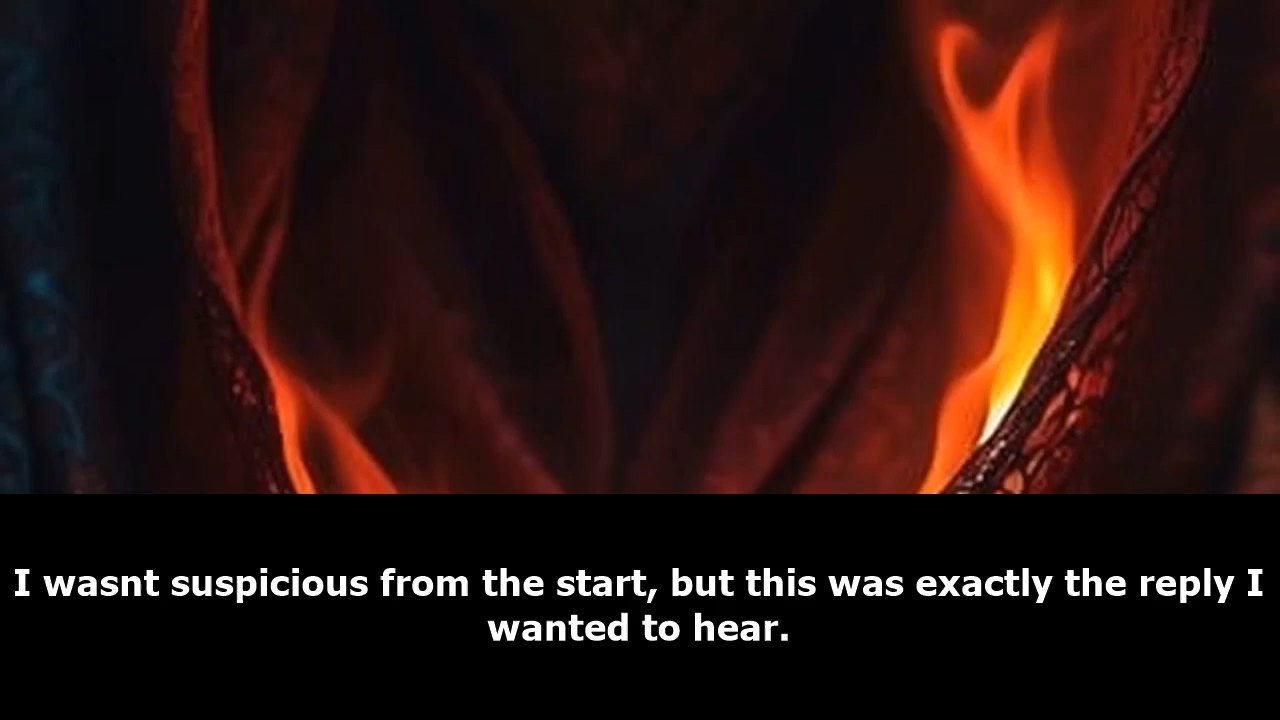 I wasnt suspicious from the start, but this was exactly the reply I
wanted to hear.